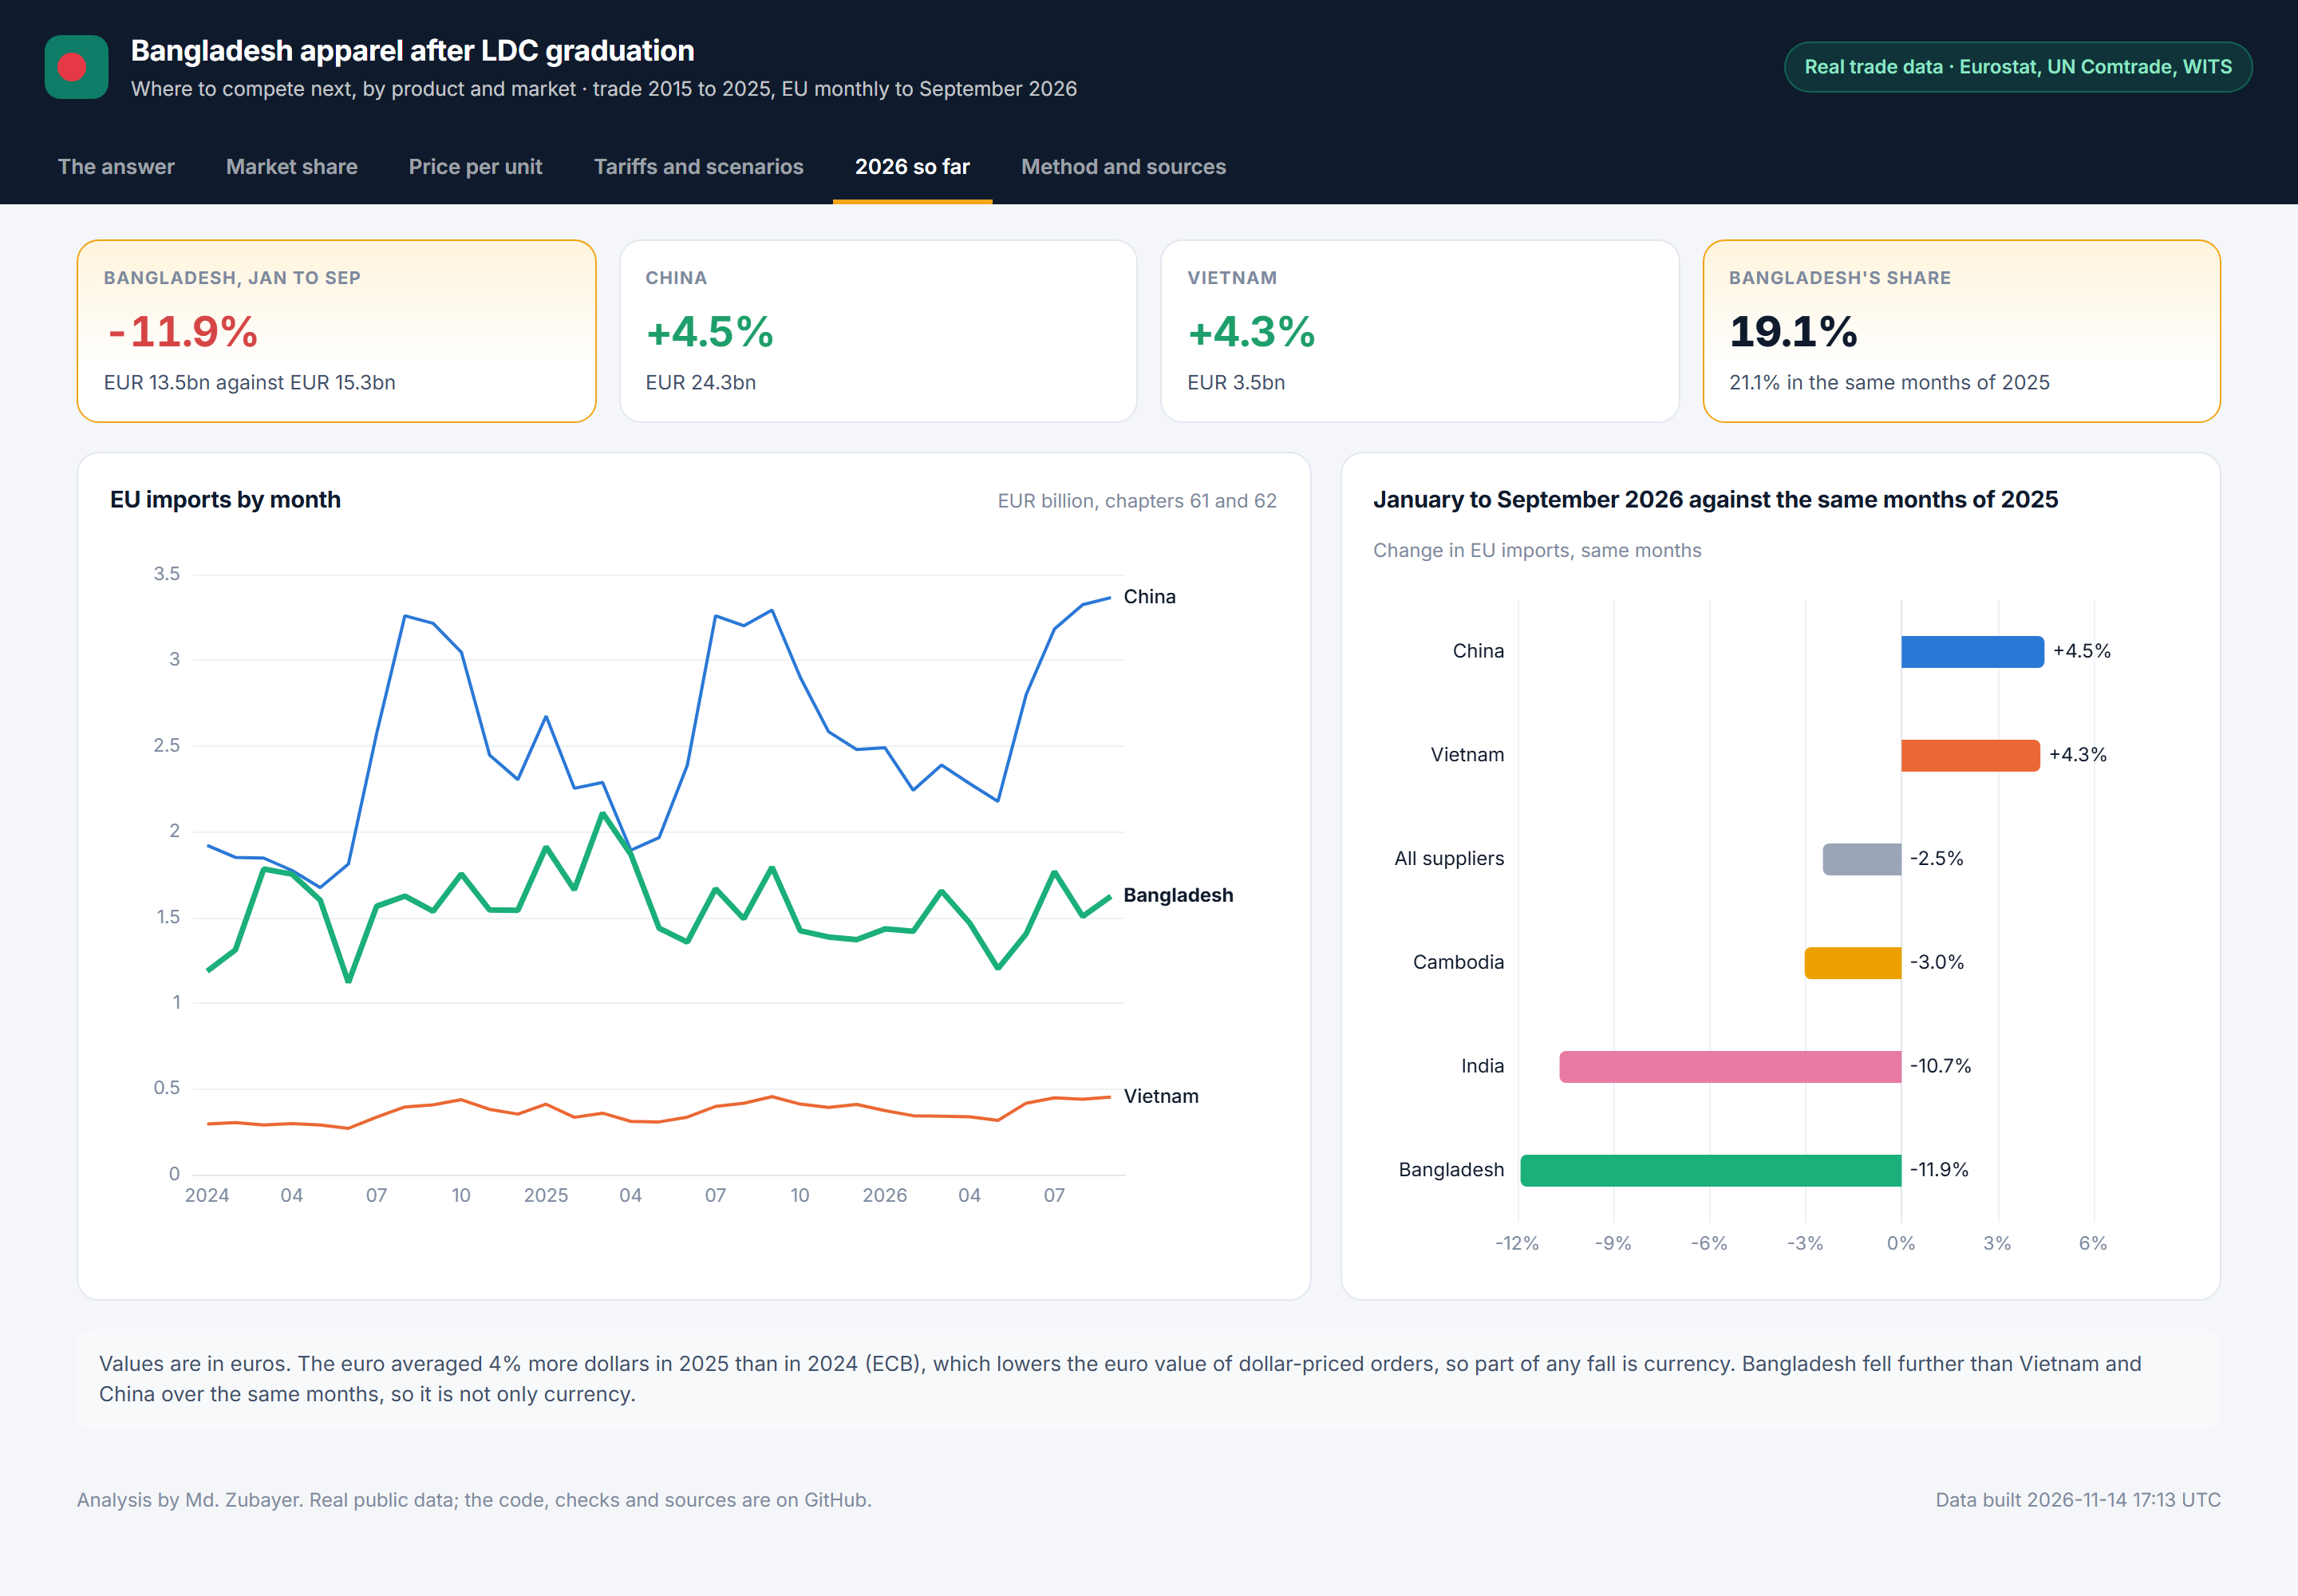 Bangladesh apparel after LDC graduation
Where to compete next, by product and market · trade 2015 to 2025, EU monthly to September 2026
Real trade data · Eurostat, UN Comtrade, WITS
The answer
Market share
Price per unit
Tariffs and scenarios
2026 so far
Method and sources
BANGLADESH, JAN TO SEP
-11.9%
EUR 13.5bn against EUR 15.3bn
CHINA
+4.5%
EUR 24.3bn
VIETNAM
+4.3%
EUR 3.5bn
BANGLADESH'S SHARE
19.1%
21.1% in the same months of 2025
EU imports by month
EUR billion, chapters 61 and 62
3.5
3
2.5
2
1.5
1
0.5
0
China
Bangladesh
Vietnam
2024
04
07
10
2025
04
07
10
2026
04
07
January to September 2026 against the same months of 2025
Change in EU imports, same months
China
+4.5%
Vietnam
+4.3%
All suppliers
-2.5%
Cambodia
-3.0%
India
-10.7%
Bangladesh
-11.9%
-12%
-9%
-6%
-3%
0%
3%
6%
Values are in euros. The euro averaged 4% more dollars in 2025 than in 2024 (ECB), which lowers the euro value of dollar-priced orders, so part of any fall is currency. Bangladesh fell further than Vietnam and
China over the same months, so it is not only currency.
Analysis by Md. Zubayer. Real public data; the code, checks and sources are on GitHub.
Data built 2026-11-14 17:13 UTC